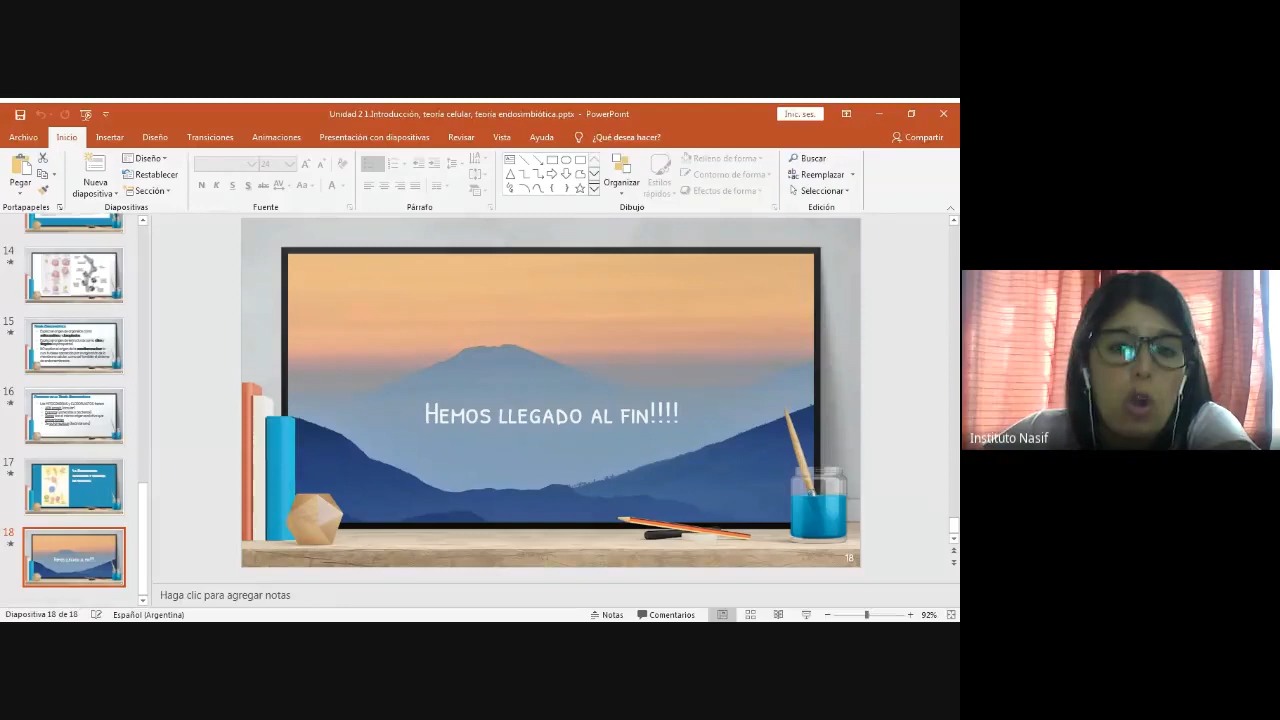 Unidad 2 1.Introducción, teoría celular, teoría endosimbiótica.pptx - PowerPoint
Inic. ses.
Archivo Inicio Insertar Diseño Transiciones Animaciones Presentación con diapositivas Revisar Vista Ayuda ¿Qué desea hacer? Compartir
Pegar
Nueva diapositiva
Diseño
Restablecer
Sección
24
N K S S abc AV Aa A
Organizar
Estilos rápidos
Relleno de forma
Contorno de forma
Efectos de forma
Buscar
Reemplazar
Seleccionar
Portapapeles Diapositivas Fuente Párrafo Dibujo Edición
14
15
16
17
18
Hemos llegado al fin!!!!
18
Instituto Nasif
Haga clic para agregar notas
Diapositiva 18 de 18 Español (Argentina) Notas Comentarios 92%